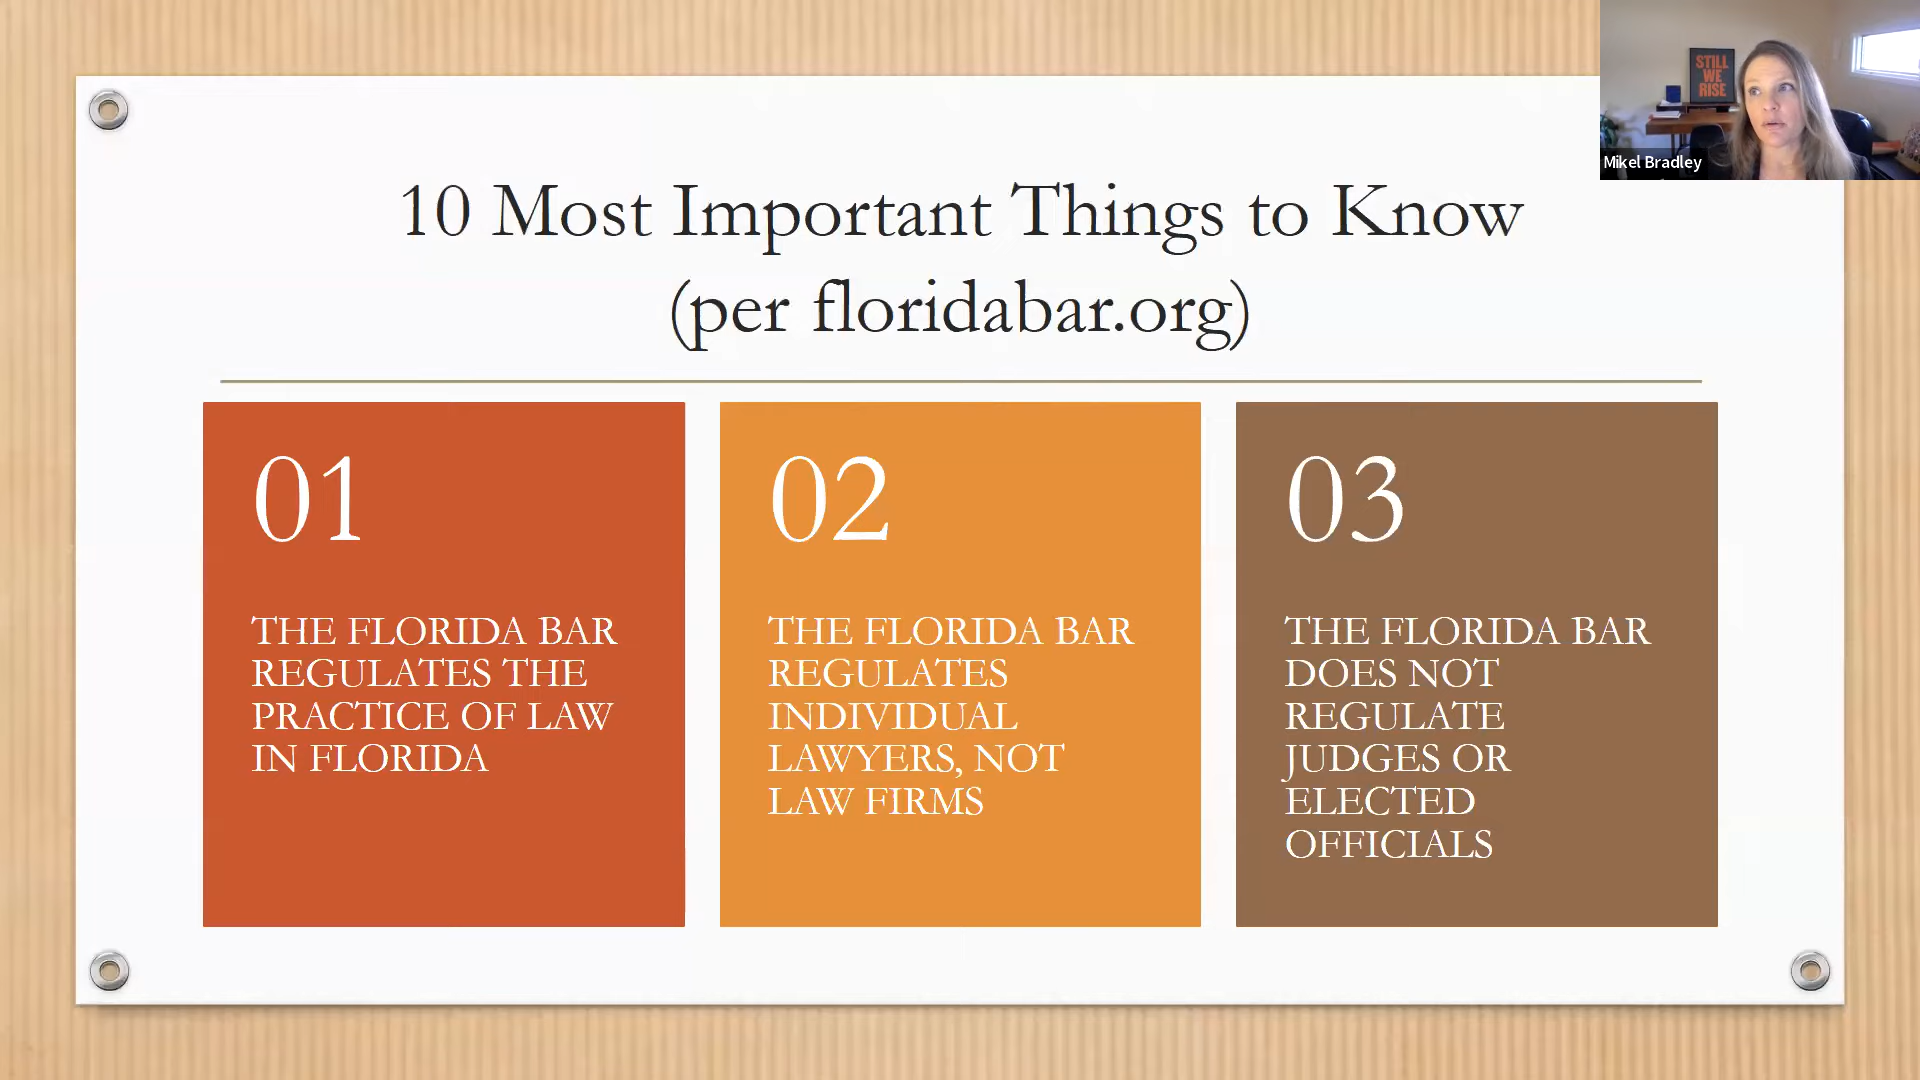 10 Most Important Things to Know
(per floridabar.org)
STILL
WE
RISE
Mikel Bradley
01
THE FLORIDA BAR
REGULATES THE
PRACTICE OF LAW
IN FLORIDA
02
THE FLORIDA BAR
REGULATES
INDIVIDUAL
LAWYERS, NOT
LAW FIRMS
03
THE FLORIDA BAR
DOES NOT
REGULATE
JUDGES OR
ELECTED
OFFICIALS